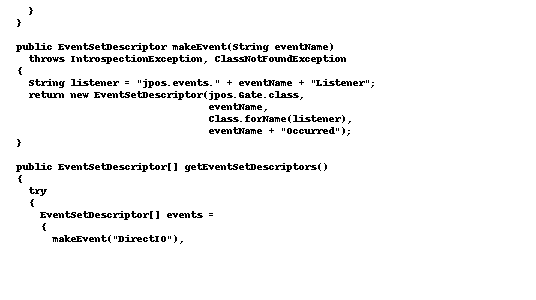 }
}

public EventSetDescriptor makeEvent(String eventName)
  throws IntrospectionException, ClassNotFoundException
{
  String listener = "jpos.events." + eventName + "Listener";
  return new EventSetDescriptor(jpos.Gate.class,
                                eventName,
                                Class.forName(listener),
                                eventName + "Occurred");
}

public EventSetDescriptor[] getEventSetDescriptors()
{
  try
  {
    EventSetDescriptor[] events =
    {
      makeEvent("DirectIO"),